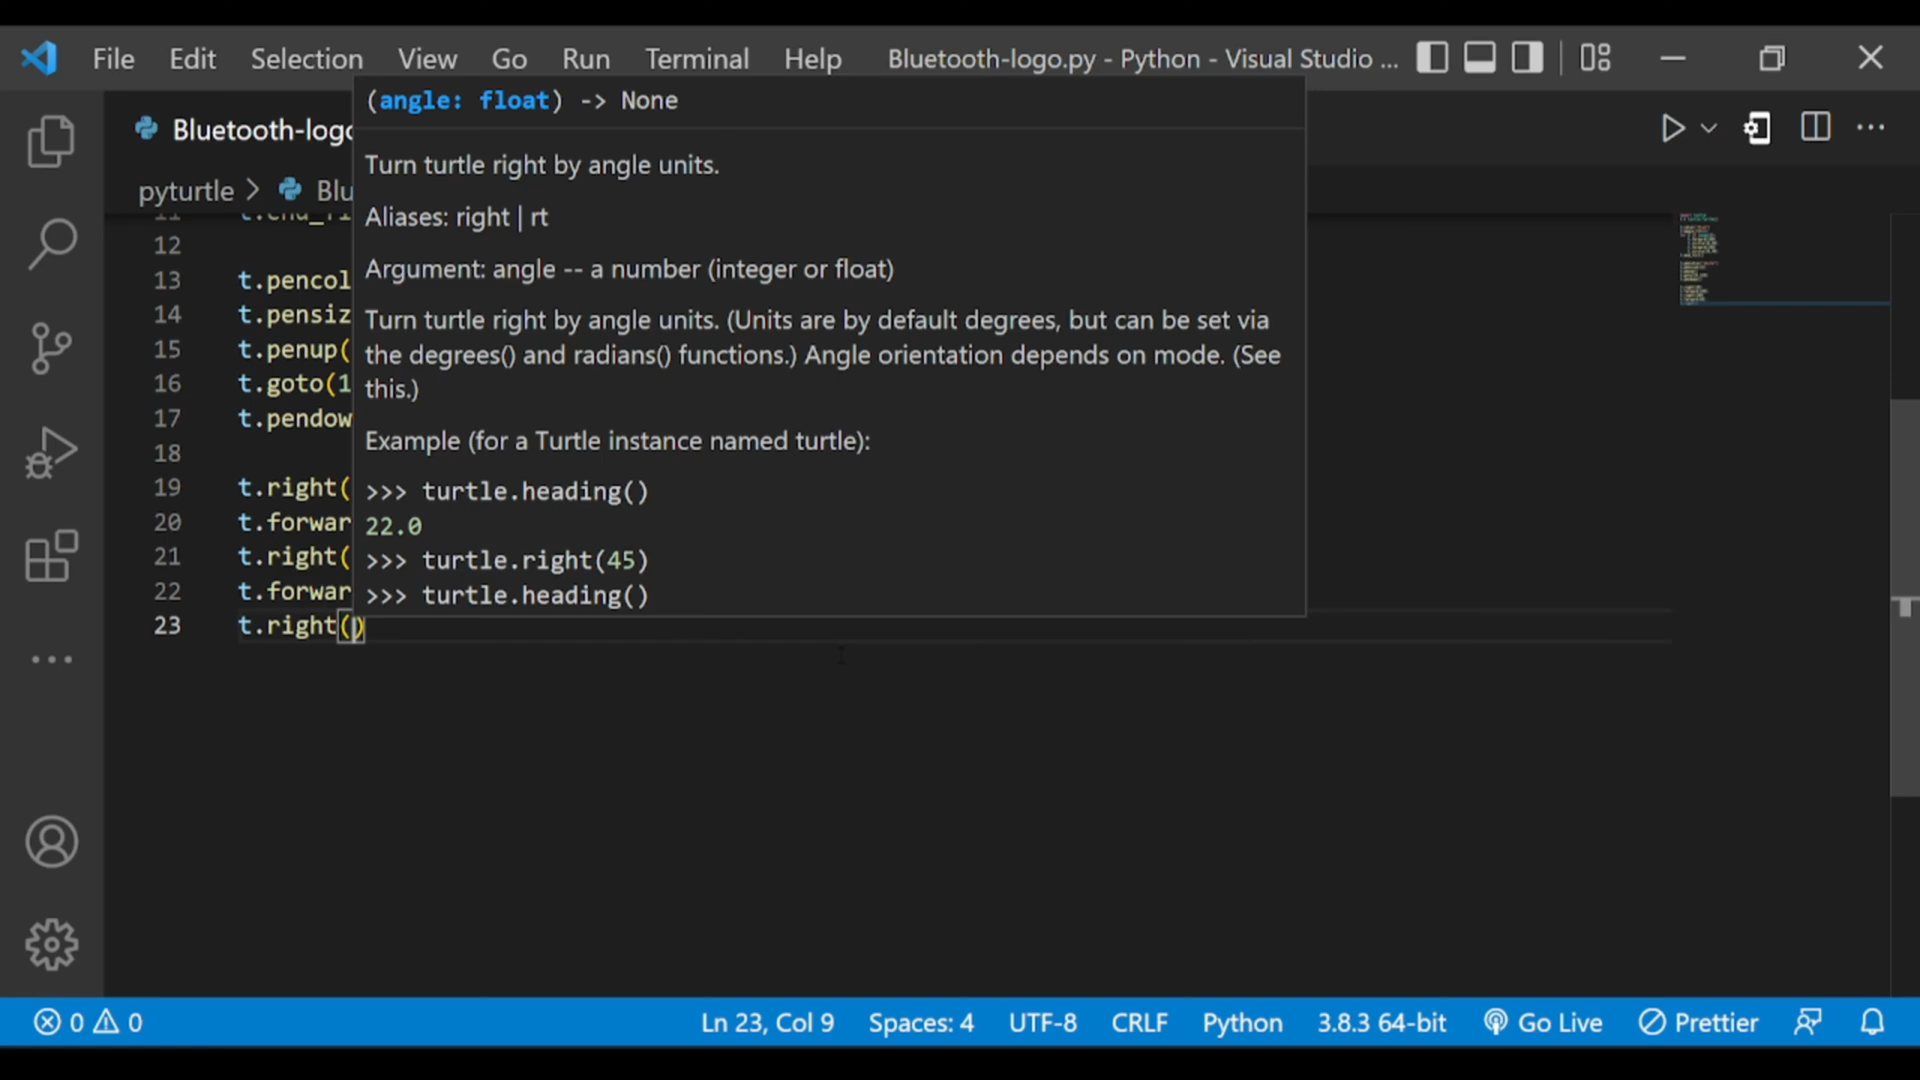 File Edit Selection View Go Run Terminal Help Bluetooth-logo.py - Python - Visual Studio ...
(angle: float) -> None
Bluetooth-logo
Turn turtle right by angle units.
pyturtle > Blu
Aliases: right | rt
12
Argument: angle -- a number (integer or float)
13 t.pencol
14 t.pensiz
Turn turtle right by angle units. (Units are by default degrees, but can be set via
15 t.penup(
the degrees() and radians() functions.) Angle orientation depends on mode. (See
16 t.goto(1
this.)
17 t.pendow
Example (for a Turtle instance named turtle):
18
19 t.right(
>>> turtle.heading()
20 t.forwar
22.0
21 t.right(
>>> turtle.right(45)
22 t.forwar
>>> turtle.heading()
23 t.right()
0 0 Ln 23, Col 9 Spaces: 4 UTF-8 CRLF Python 3.8.3 64-bit Go Live Prettier